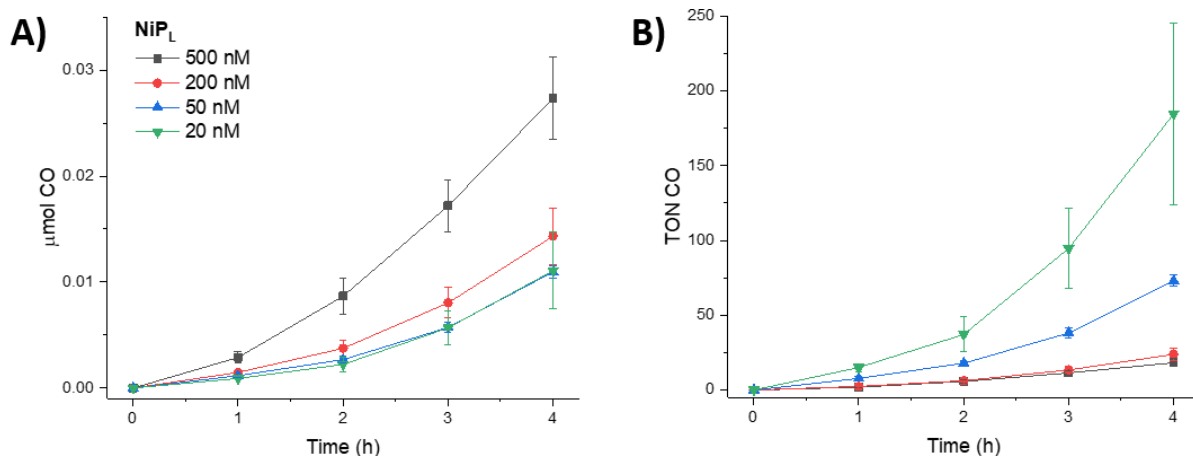 A)
NiPL
500 nM
200 nM
50 nM
20 nM
0.03
0.02
0.01
0.00
μmol CO
0 1 2 3 4
Time (h)
B)
250
200
150
100
50
0
TON CO
0 1 2 3 4
Time (h)